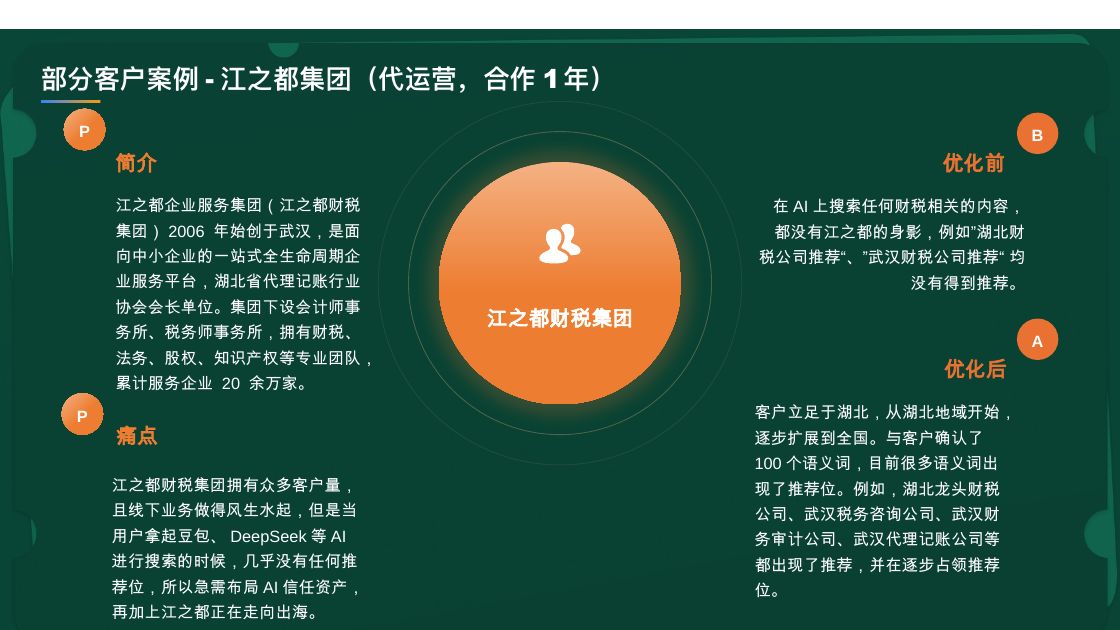 部分客户案例 - 江之都集团（代运营，合作 1 年）
P
简介
江之都企业服务集团（江之都财税
集团） 2006 年始创于武汉，是面
向中小企业的一站式全生命周期企
业服务平台，湖北省代理记账行业
协会会长单位。集团下设会计师事
务所、税务师事务所，拥有财税、
法务、股权、知识产权等专业团队，
累计服务企业 20 余万家。
P
痛点
江之都财税集团拥有众多客户量，
且线下业务做得风生水起，但是当
用户拿起豆包、 DeepSeek 等 AI
进行搜索的时候，几乎没有任何推
荐位，所以急需布局 AI 信任资产，
再加上江之都正在走向出海。
江之都财税集团
B
优化前
在 AI 上搜索任何财税相关的内容，
都没有江之都的身影，例如”湖北财
税公司推荐“、”武汉财税公司推荐“ 均
没有得到推荐。
A
优化后
客户立足于湖北，从湖北地域开始，
逐步扩展到全国。与客户确认了
100 个语义词，目前很多语义词出
现了推荐位。例如，湖北龙头财税
公司、武汉税务咨询公司、武汉财
务审计公司、武汉代理记账公司等
都出现了推荐，并在逐步占领推荐
位。